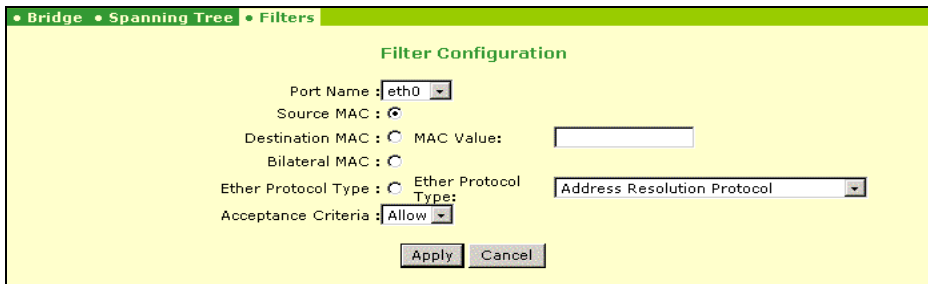 • Bridge • Spanning Tree • Filters
Filter Configuration
Port Name : eth0
Source MAC :
Destination MAC : MAC Value:
Bilateral MAC :
Ether Protocol Type : Ether Protocol Type: Address Resolution Protocol
Acceptance Criteria : Allow
Apply Cancel